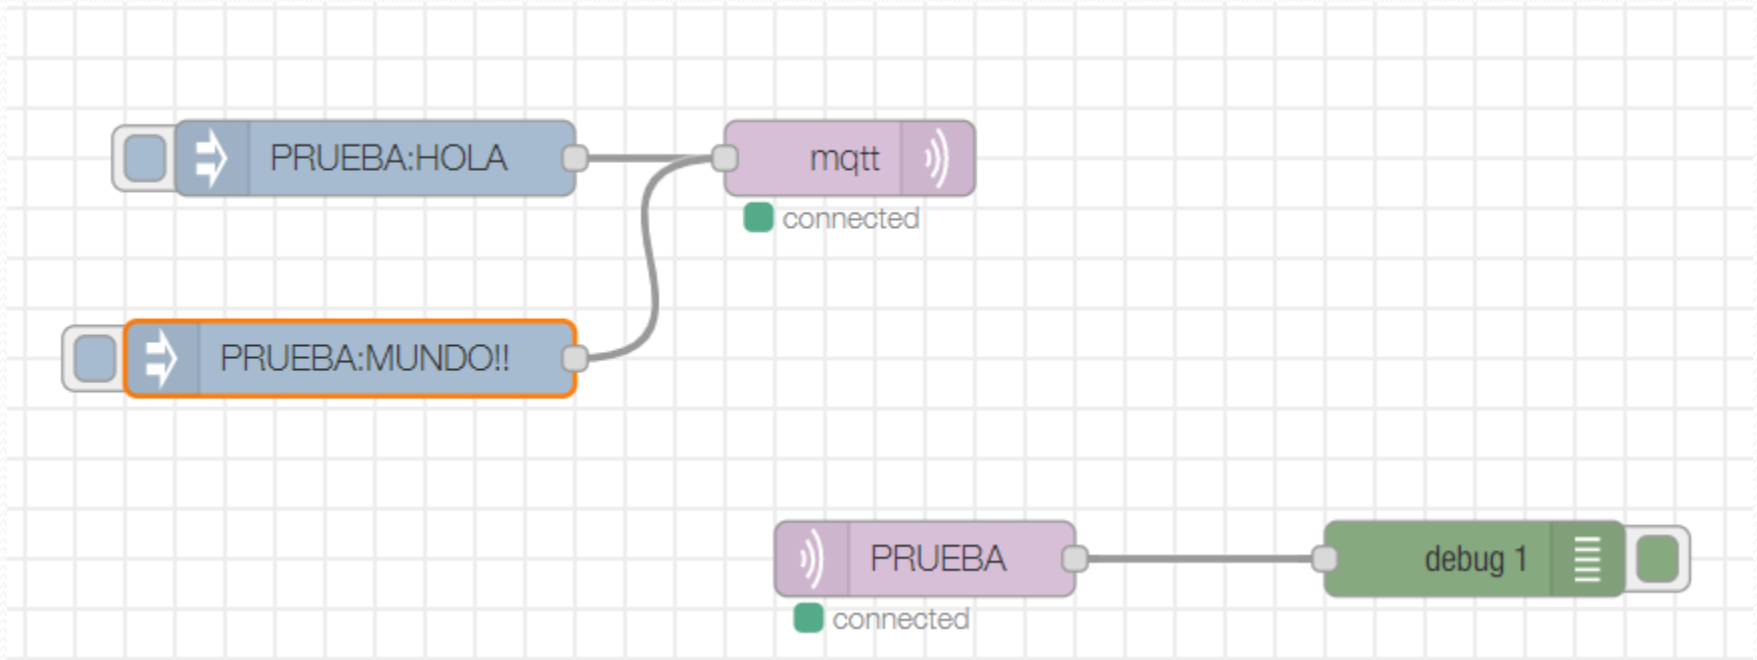 PRUEBA:HOLA
mqtt
connected
PRUEBA:MUNDO!!
PRUEBA
debug 1
connected